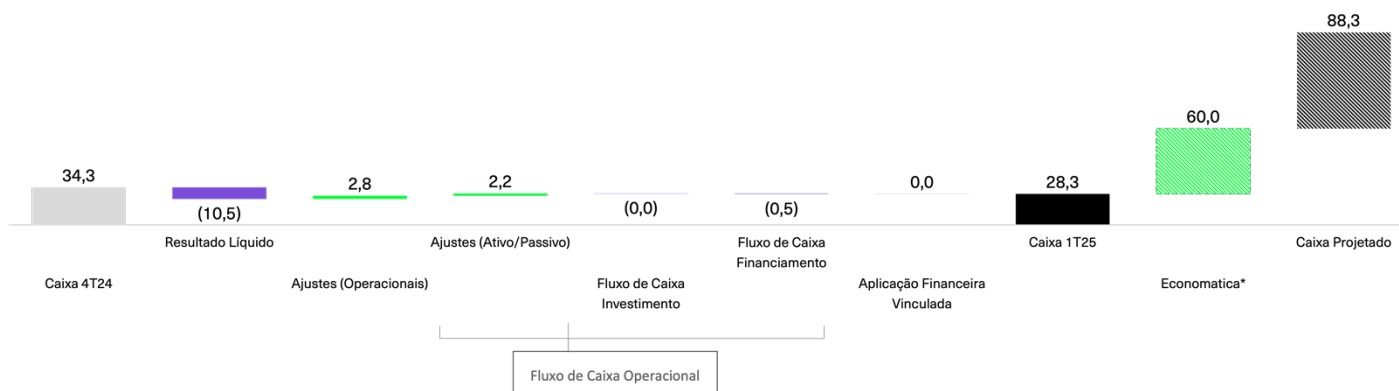 88,3
60,0
34,3
2,8
2,2
0,0
28,3
(10,5)
(0,0)
(0,5)
Resultado Líquido
Ajustes (Ativo/Passivo)
Fluxo de Caixa
Financiamento
Caixa 1T25
Caixa Projetado
Caixa 4T24
Ajustes (Operacionais)
Fluxo de Caixa
Investimento
Aplicação Financeira
Vinculada
Economatica*
Fluxo de Caixa Operacional